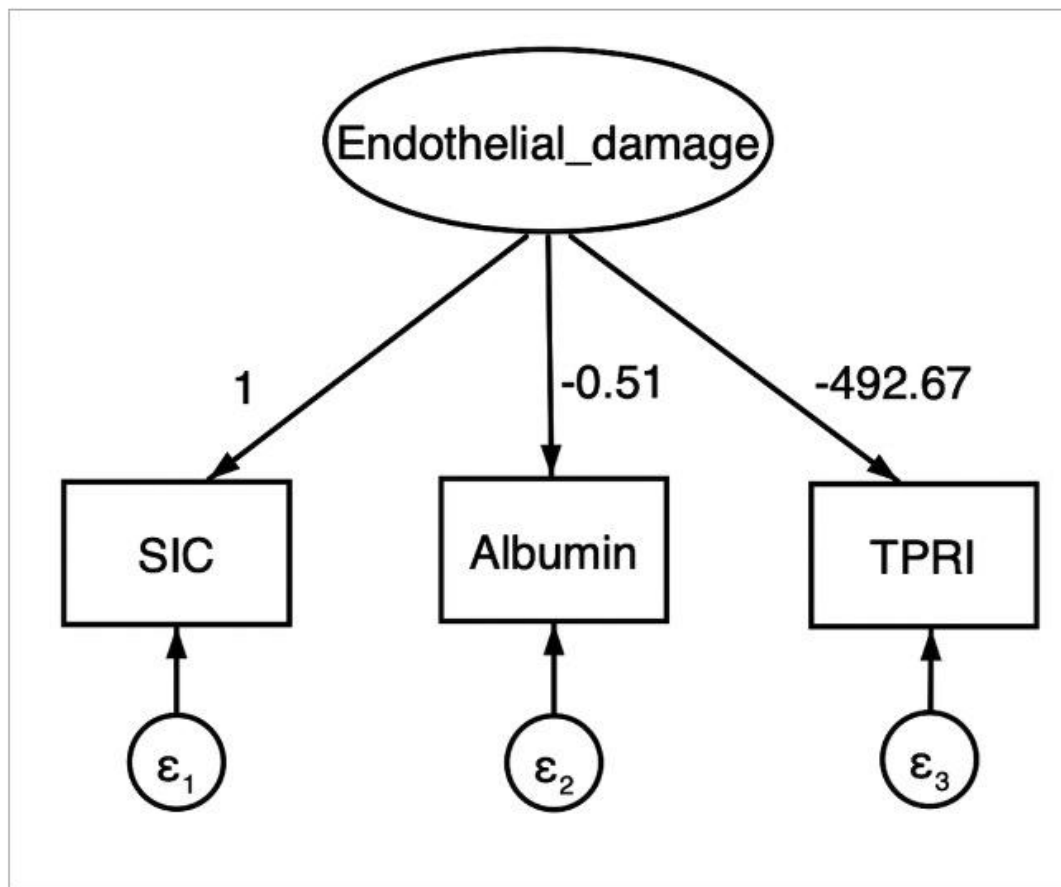 Endothelial_damage
1
-0.51
-492.67
SIC
Albumin
TPRI
ε₁
ε₂
ε₃